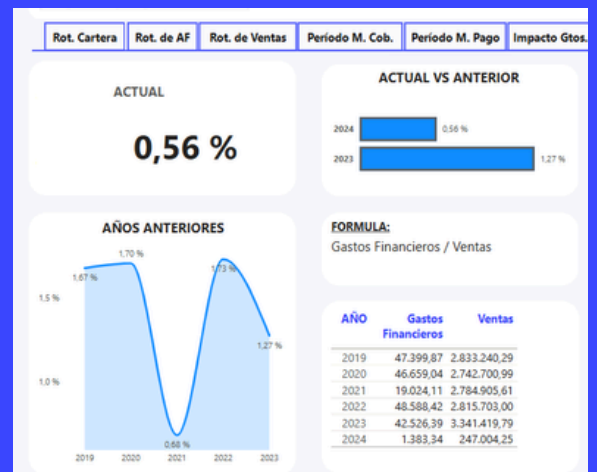 Rot. Cartera Rot. de AF Rot. de Ventas Período M. Cob. Período M. Pago Impacto Gtos.
ACTUAL
0,56 %
ACTUAL VS ANTERIOR
2024 0,56 %
2023 1,27 %
AÑOS ANTERIORES
1,70 %
1,67 %
1,73 %
1.5 %
1,27 %
1,0 %
0,68 %
2019 2020 2021 2022 2023
FORMULA:
Gastos Financieros / Ventas
AÑO Gastos Ventas
Financieros
2019 47.399,87 2.833.240,29
2020 46.659,04 2.742.700,99
2021 19.024,11 2.784.905,61
2022 48.588,42 2.815.703,00
2023 42.526,39 3.341.419,79
2024 1.383,34 247.004,25